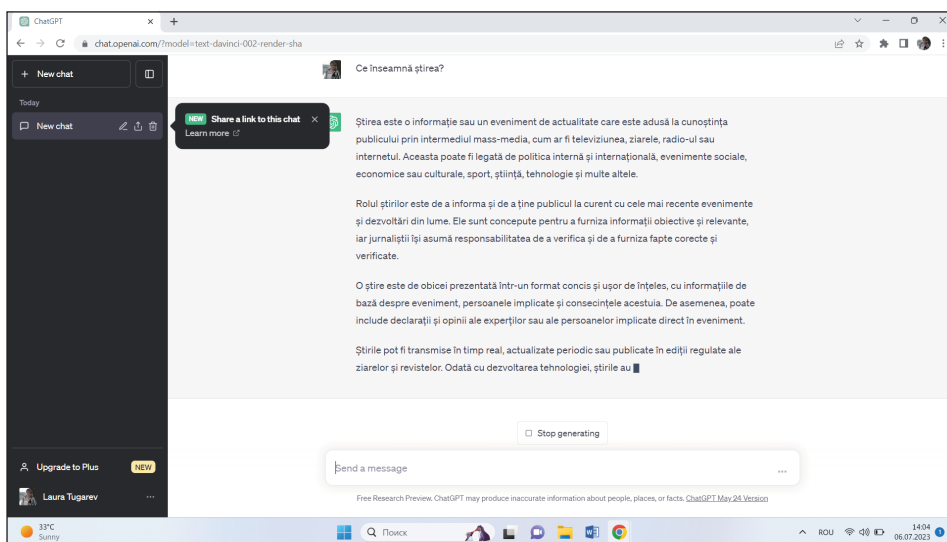 ChatGPT
chat.openai.com/?model=text-davinci-002-render-sha
New chat
Today
New chat
NEW Share a link to this chat
Learn more
Ce înseamnă știrea?
Știrea este o informație sau un eveniment de actualitate care este adusă la cunoștința
publicului prin intermediul mass-media, cum ar fi televiziunea, ziarele, radio-ul sau
internetul. Aceasta poate fi legată de politica internă și internațională, evenimente sociale,
economice sau culturale, sport, știință, tehnologie și multe altele.
Rolul știrilor este de a informa și de a ține publicul la curent cu cele mai recente evenimente
și dezvoltări din lume. Ele sunt concepute pentru a furniza informații obiective și relevante,
iar jurnaliștii își asumă responsabilitatea de a verifica și de a furniza fapte corecte și
verificate.
O știre este de obicei prezentată într-un format concis și ușor de înțeles, cu informațiile de
bază despre eveniment, persoanele implicate și consecințele acestuia. De asemenea, poate
include declarații și opinii ale experților sau ale persoanelor implicate direct în eveniment.
Știrile pot fi transmise în timp real, actualizate periodic sau publicate în ediții regulate ale
ziarelor și revistelor. Odată cu dezvoltarea tehnologiei, știrile au
Stop generating
Send a message
Free Research Preview. ChatGPT may produce inaccurate information about people, places, or facts. ChatGPT May 24 Version
Upgrade to Plus NEW
Laura Tugarev
33°C
Sunny
Поиск
ROU
14:04
06.07.2023
1